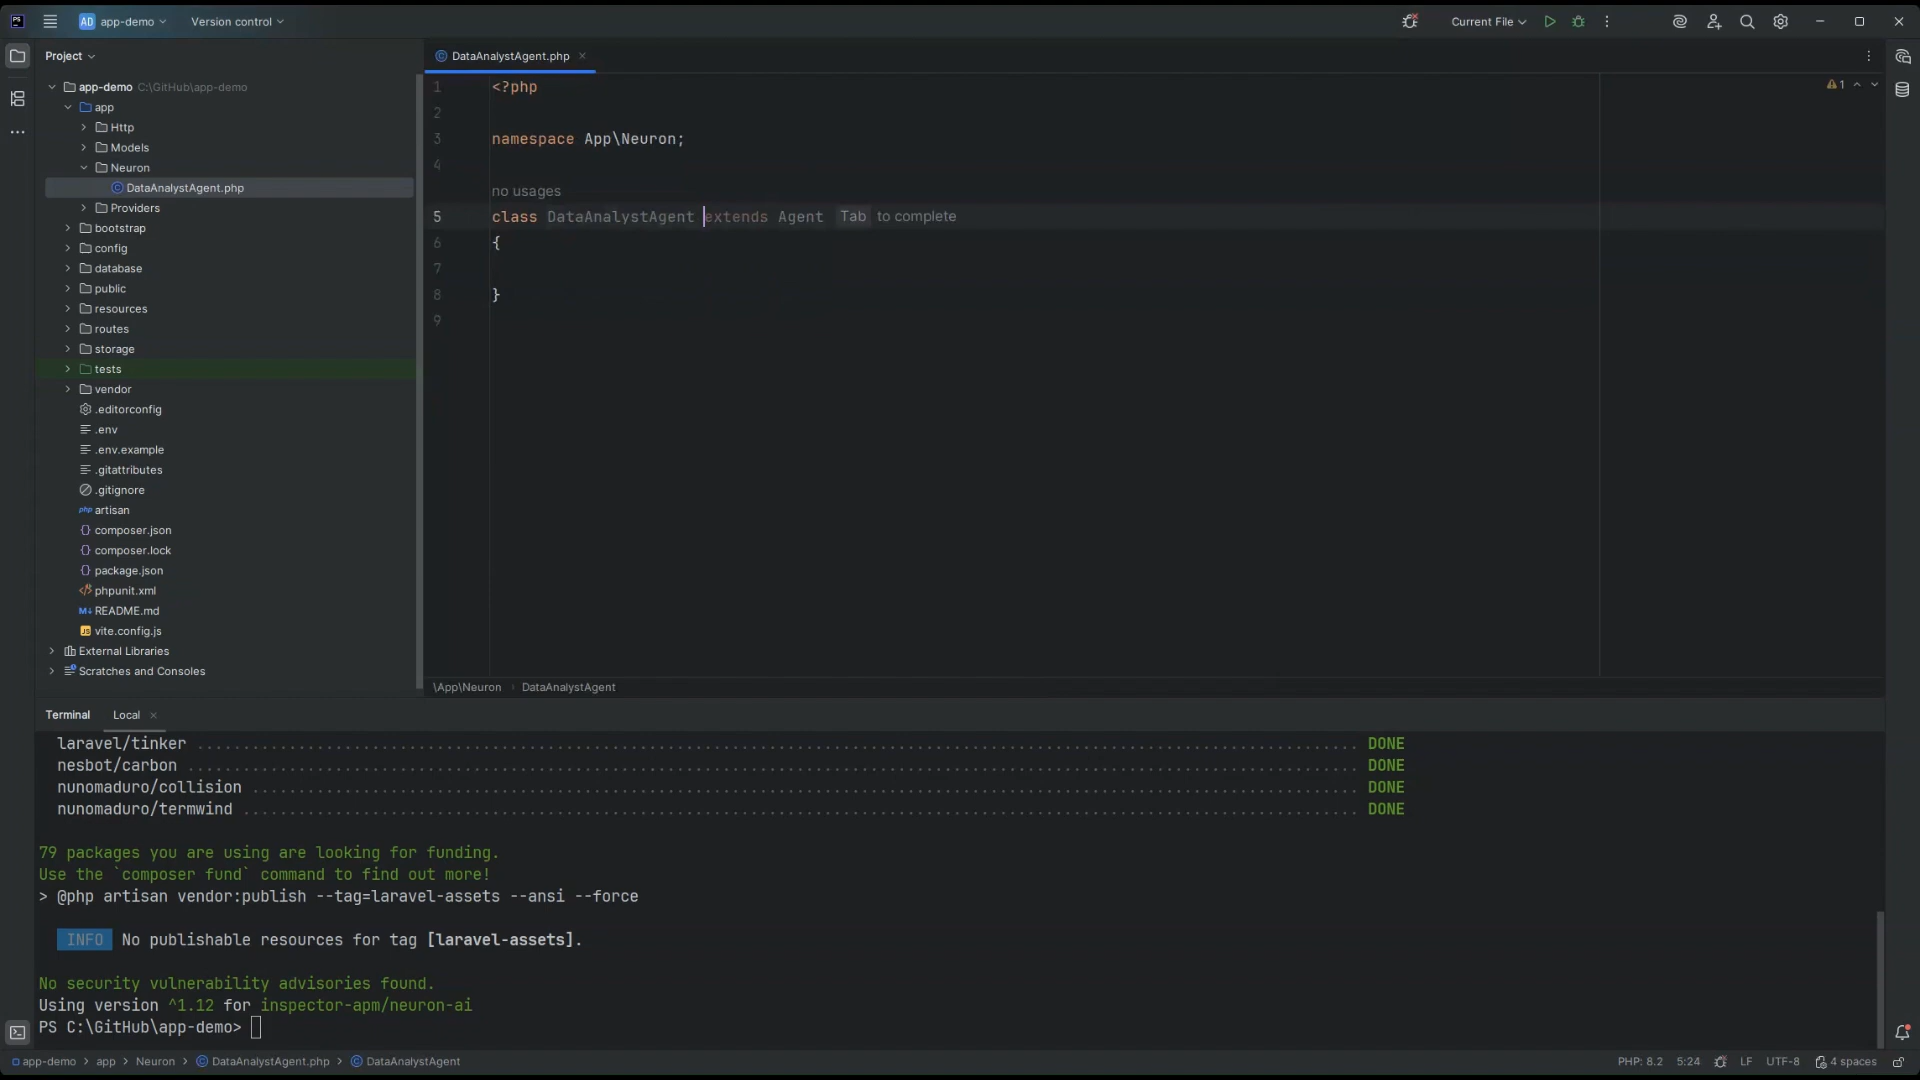 AD app-demo Version control Current File
Project
DataAnalystAgent.php
app-demo C:\GitHub\app-demo
app
Http
Models
Neuron
DataAnalystAgent.php
Providers
bootstrap
config
database
public
resources
routes
storage
tests
vendor
.editorconfig
.env
.env.example
.gitattributes
.gitignore
php artisan
composer.json
composer.lock
package.json
phpunit.xml
README.md
vite.config.js
External Libraries
Scratches and Consoles
1 <?php
2
3 namespace App\Neuron;
4
no usages
5 class DataAnalystAgent extends Agent Tab to complete
6 {
7
8 }
9
1
\App\Neuron DataAnalystAgent
Terminal Local
laravel/tinker ................ DONE
nesbot/carbon ................ DONE
nunomaduro/collision ................ DONE
nunomaduro/termwind ................ DONE
79 packages you are using are looking for funding.
Use the `composer fund` command to find out more!
> @php artisan vendor:publish --tag=laravel-assets --ansi --force
INFO No publishable resources for tag [laravel-assets].
No security vulnerability advisories found.
Using version ^1.12 for inspector-apm/neuron-ai
PS C:\GitHub\app-demo>
app-demo > app > Neuron > DataAnalystAgent.php > DataAnalystAgent PHP: 8.2 5:24 LF UTF-8 4 spaces